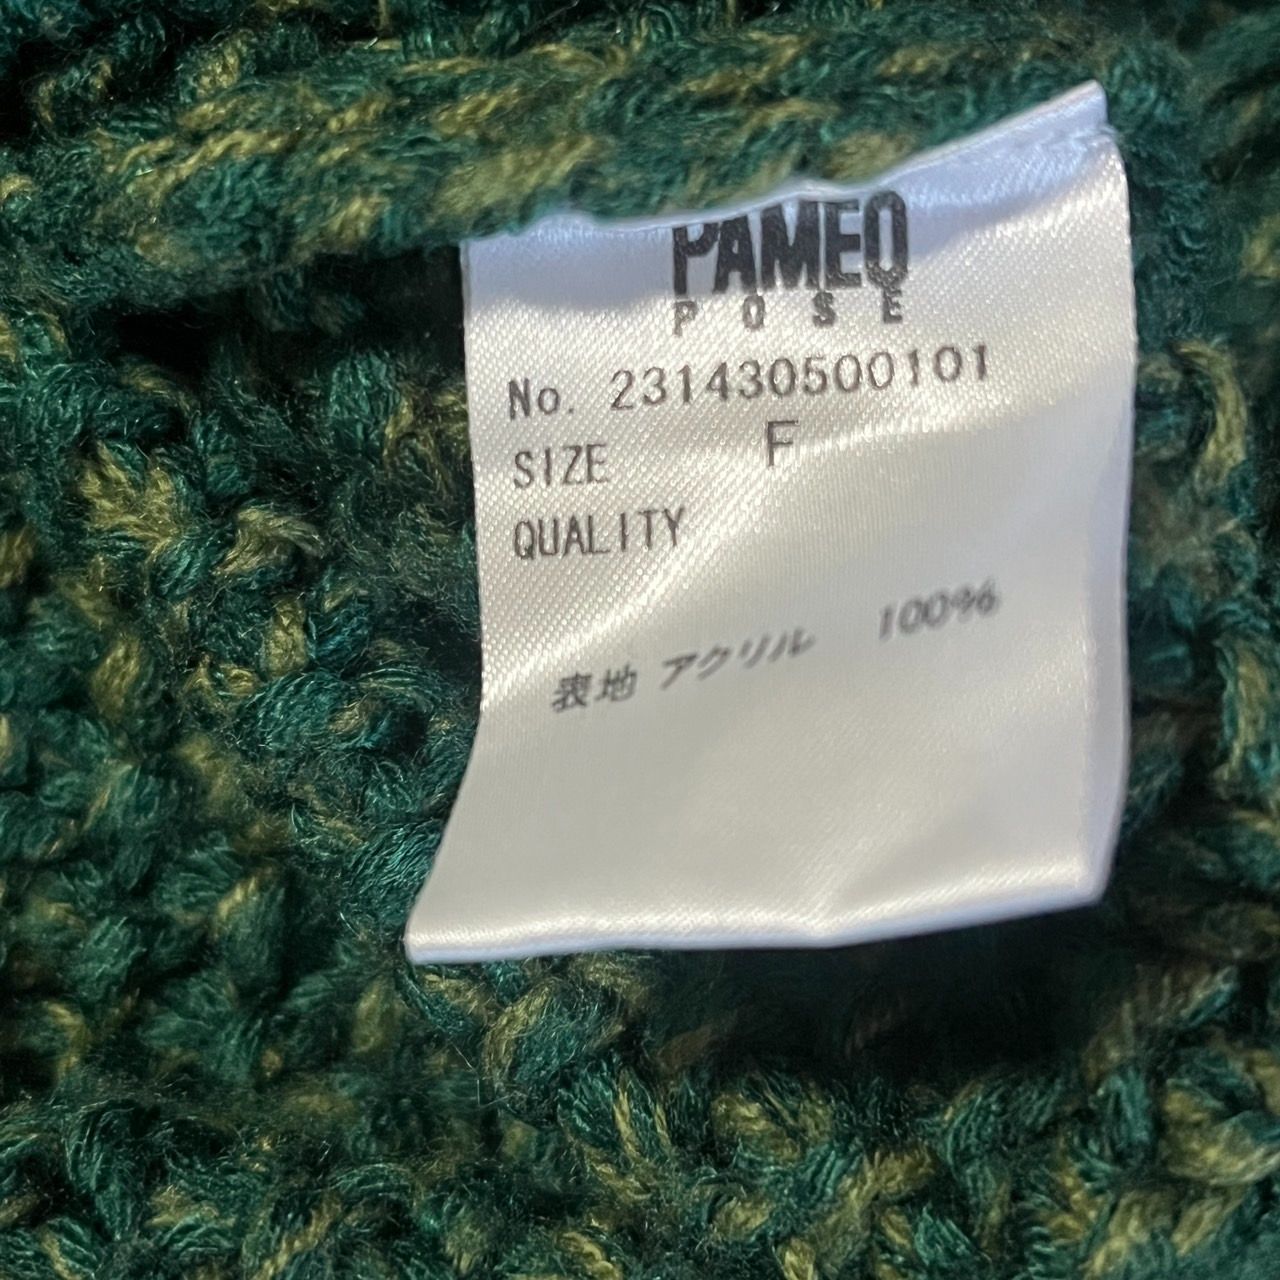 PAMEO
POSE
No. 231430500101
SIZE F
QUALITY
表地 アクリル 100%